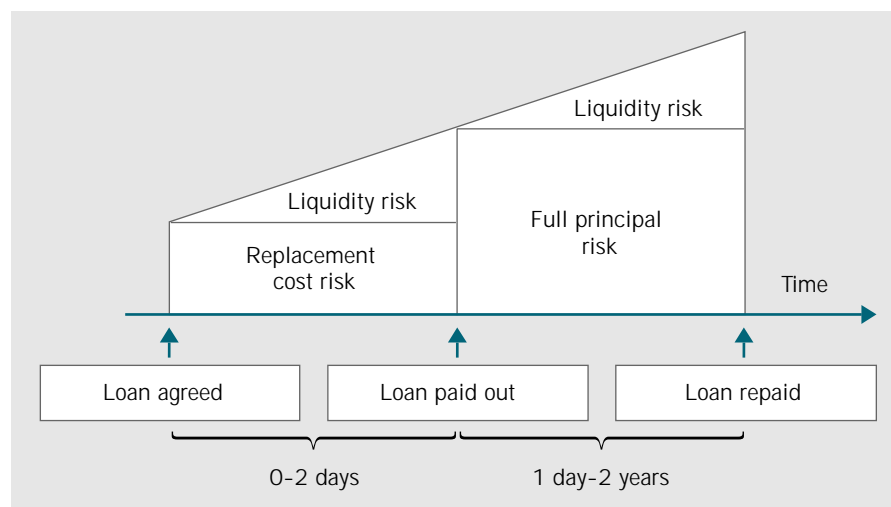 Liquidity risk
Liquidity risk
Full principal
risk
Replacement
cost risk
Time
Loan agreed
Loan paid out
Loan repaid
0-2 days
1 day-2 years